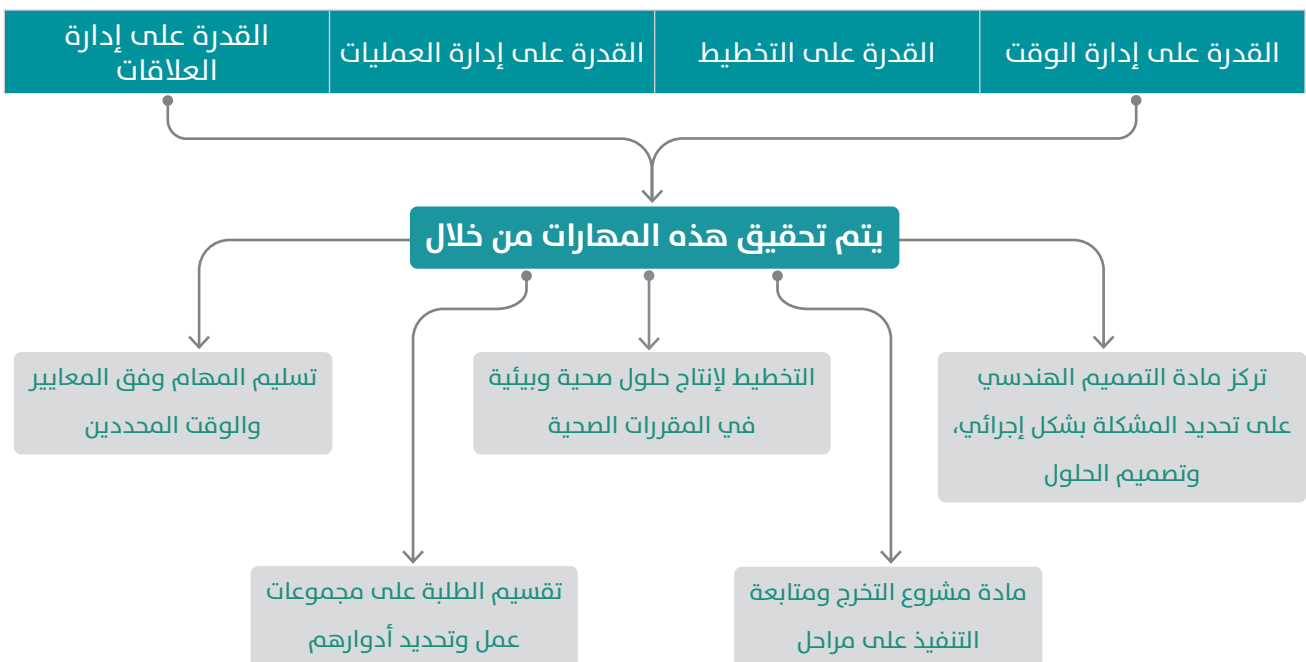 القدرة على إدارة الوقت
القدرة على التخطيط
القدرة على إدارة العمليات
القدرة على إدارة
العلاقات
يتم تحقيق هذه المهارات من خلال
تركز مادة التصميم الهندسي
على تحديد المشكلة بشكل إجرائي،
وتصميم الحلول
التخطيط لإنتاج حلول صحية وبيئية
في المقررات الصحية
تسليم المهام وفق المعايير
والوقت المحددين
مادة مشروع التخرج ومتابعة
التنفيذ على مراحل
تقسيم الطلبة على مجموعات
عمل وتحديد أدوارهم